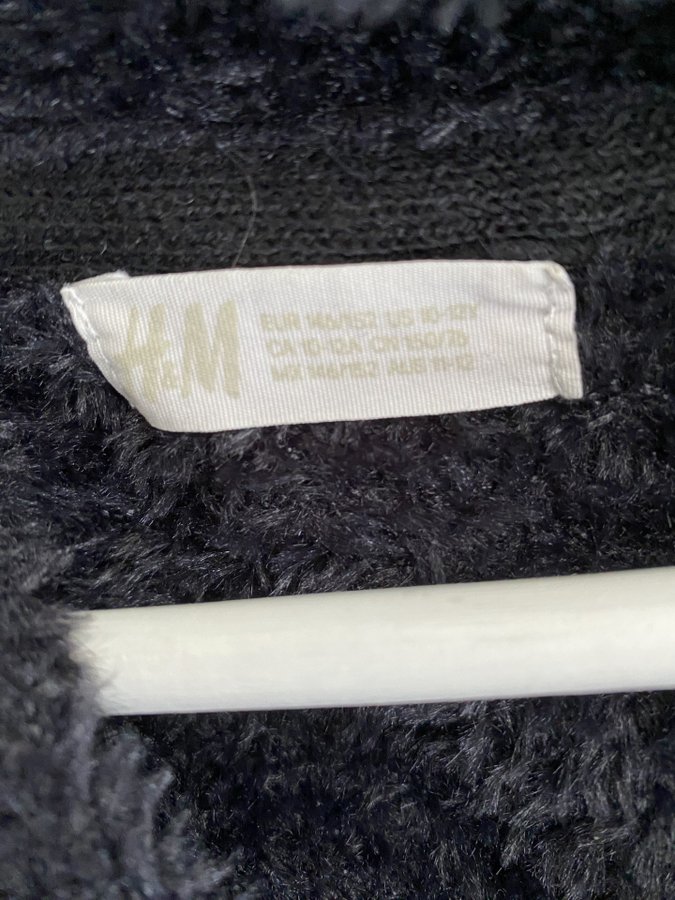 H&M
EUR 146/152 US 10-12Y
CA 10-12A CN 150/76
MX 146/152 AUS 11-12